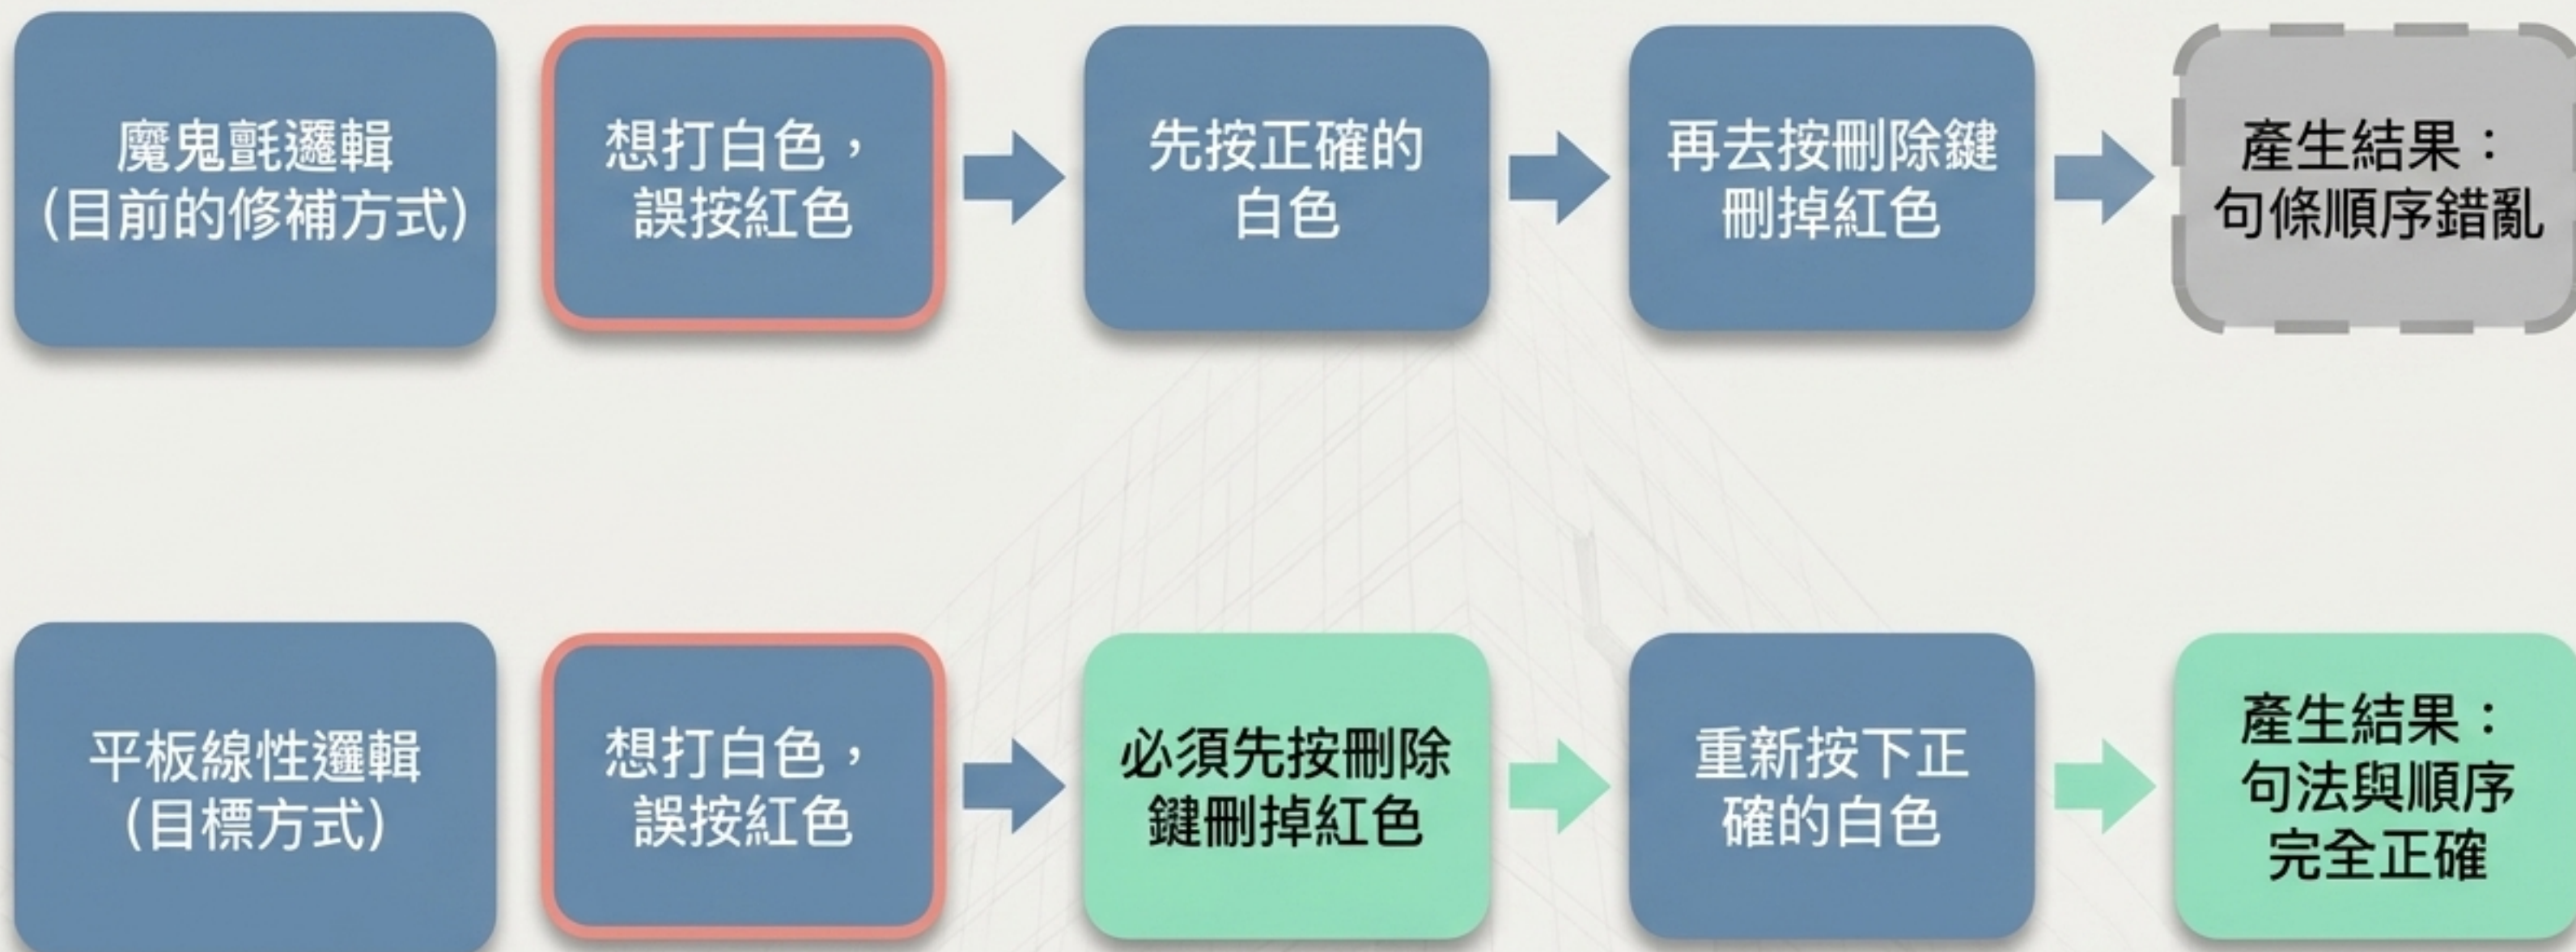 魔鬼氈邏輯
(目前的修補方式)
想打白色，
誤按紅色
先按正確的
白色
再去按刪除鍵
刪掉紅色
產生結果：
句條順序錯亂
平板線性邏輯
(目標方式)
想打白色，
誤按紅色
必須先按刪除
鍵刪掉紅色
重新按下正
確的白色
產生結果：
句法與順序
完全正確